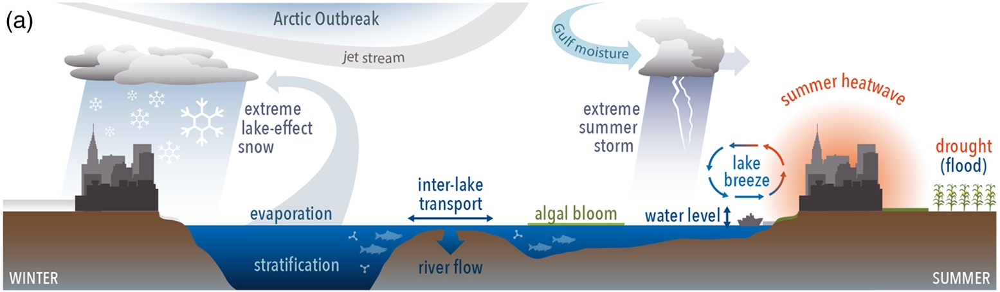 (a)
Arctic Outbreak
jet stream
Gulf moisture
extreme
lake-effect
snow
extreme
summer
storm
summer heatwave
drought
(flood)
lake
breeze
inter-lake
transport
evaporation
algal bloom
water level
stratification
river flow
WINTER
SUMMER